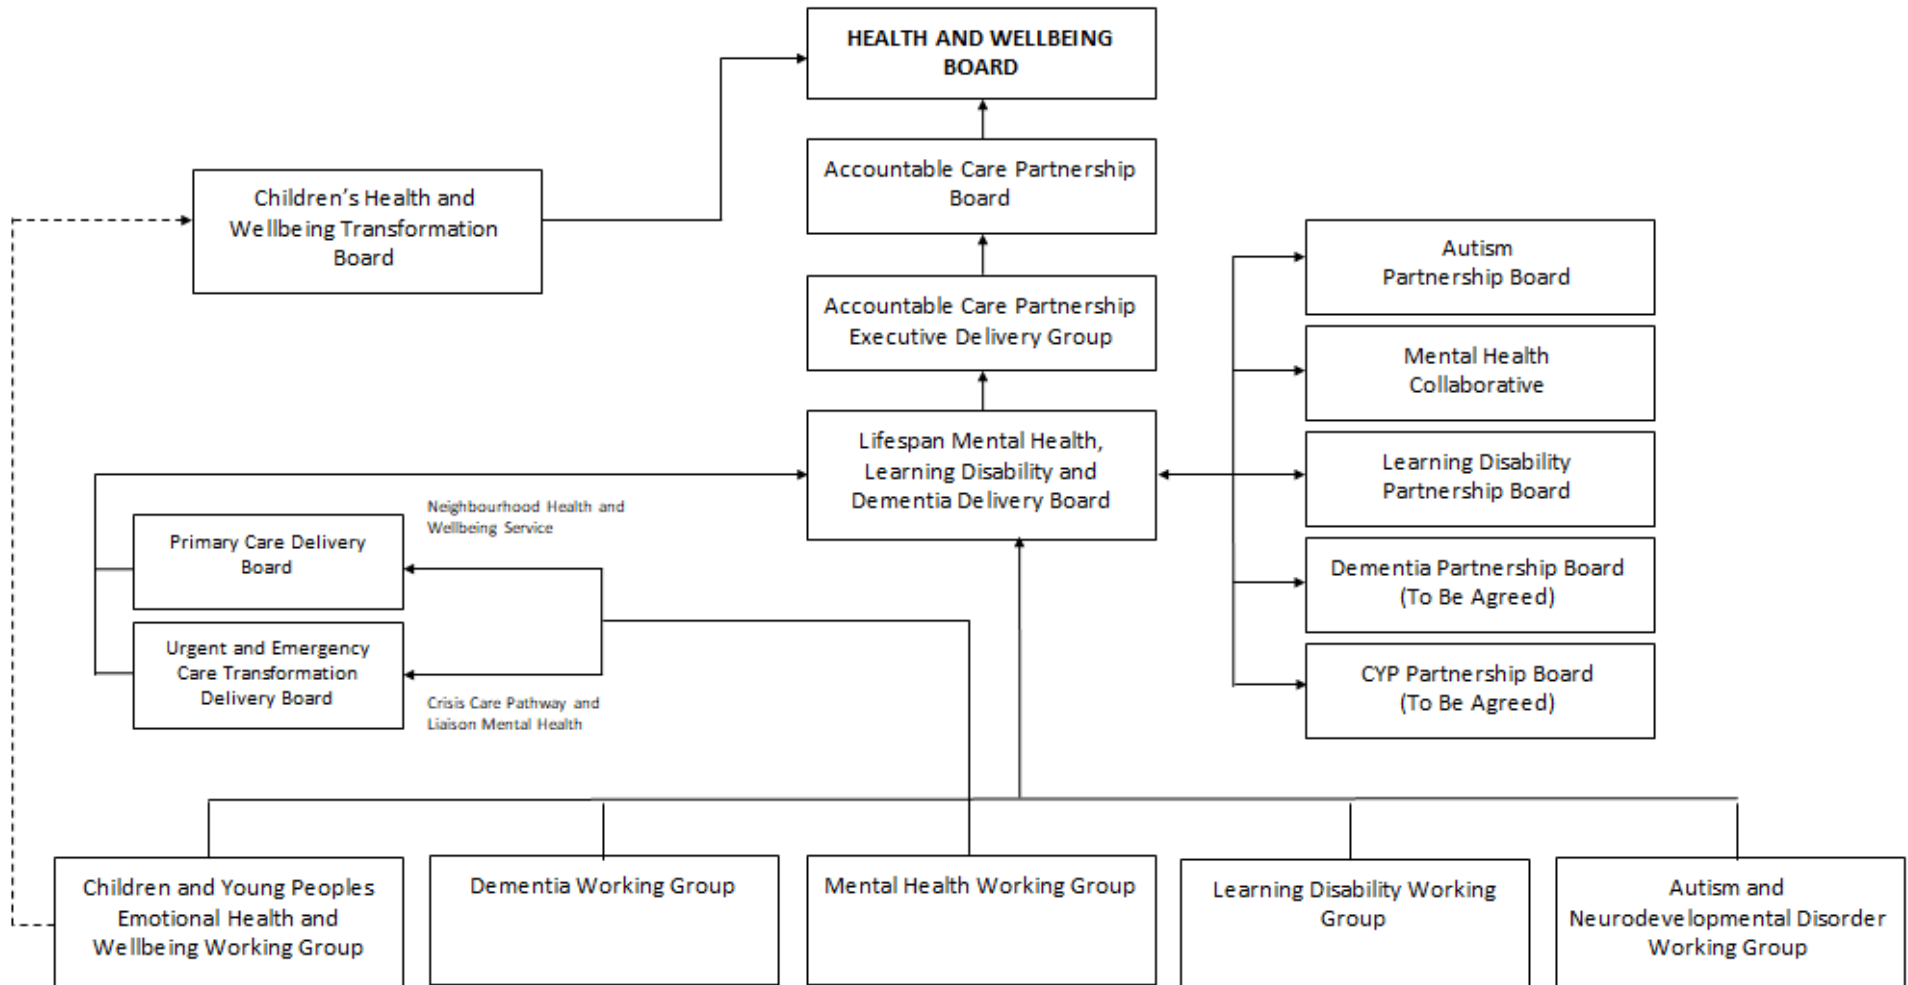 HEALTH AND WELLBEING
BOARD
Accountable Care Partnership
Board
Children’s Health and
Wellbeing Transformation
Board
Accountable Care Partnership
Executive Delivery Group
Autism
Partnership Board
Mental Health
Collaborative
Lifespan Mental Health,
Learning Disability and
Dementia Delivery Board
Learning Disability
Partnership Board
Neighbourhood Health and
Wellbeing Service
Primary Care Delivery
Board
Dementia Partnership Board
(To Be Agreed)
Urgent and Emergency
Care Transformation
Delivery Board
Crisis Care Pathway and
Liaison Mental Health
CYP Partnership Board
(To Be Agreed)
Children and Young Peoples
Emotional Health and
Wellbeing Working Group
Dementia Working Group
Mental Health Working Group
Learning Disability Working
Group
Autism and
Neurodevelopmental Disorder
Working Group